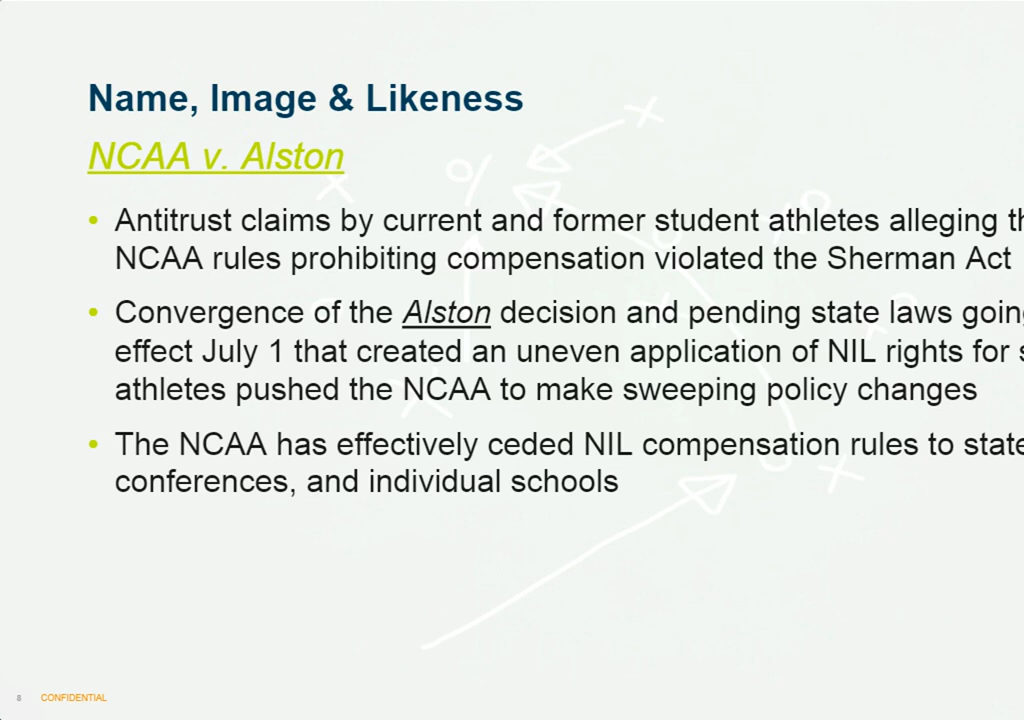 Name, Image & Likeness
NCAA v. Alston
• Antitrust claims by current and former student athletes alleging
NCAA rules prohibiting compensation violated the Sherman Act
• Convergence of the Alston decision and pending state laws
effect July 1 that created an uneven application of NIL rights for
athletes pushed the NCAA to make sweeping policy changes
• The NCAA has effectively ceded NIL compensation rules to
conferences, and individual schools
8 CONFIDENTIAL